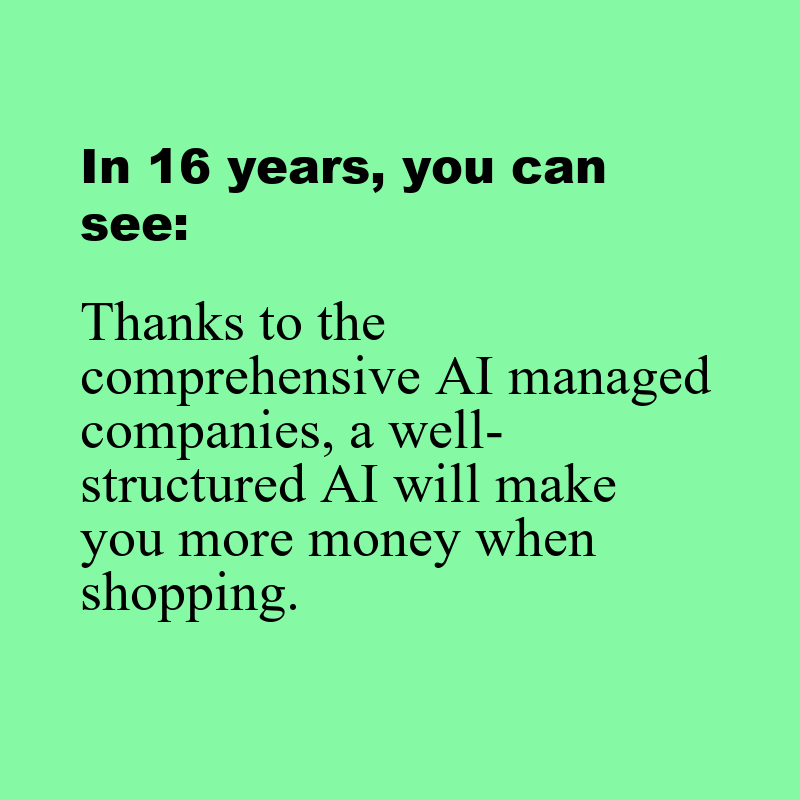 In 16 years, you can
see:
Thanks to the
comprehensive AI managed
companies, a well-
structured AI will make
you more money when
shopping.